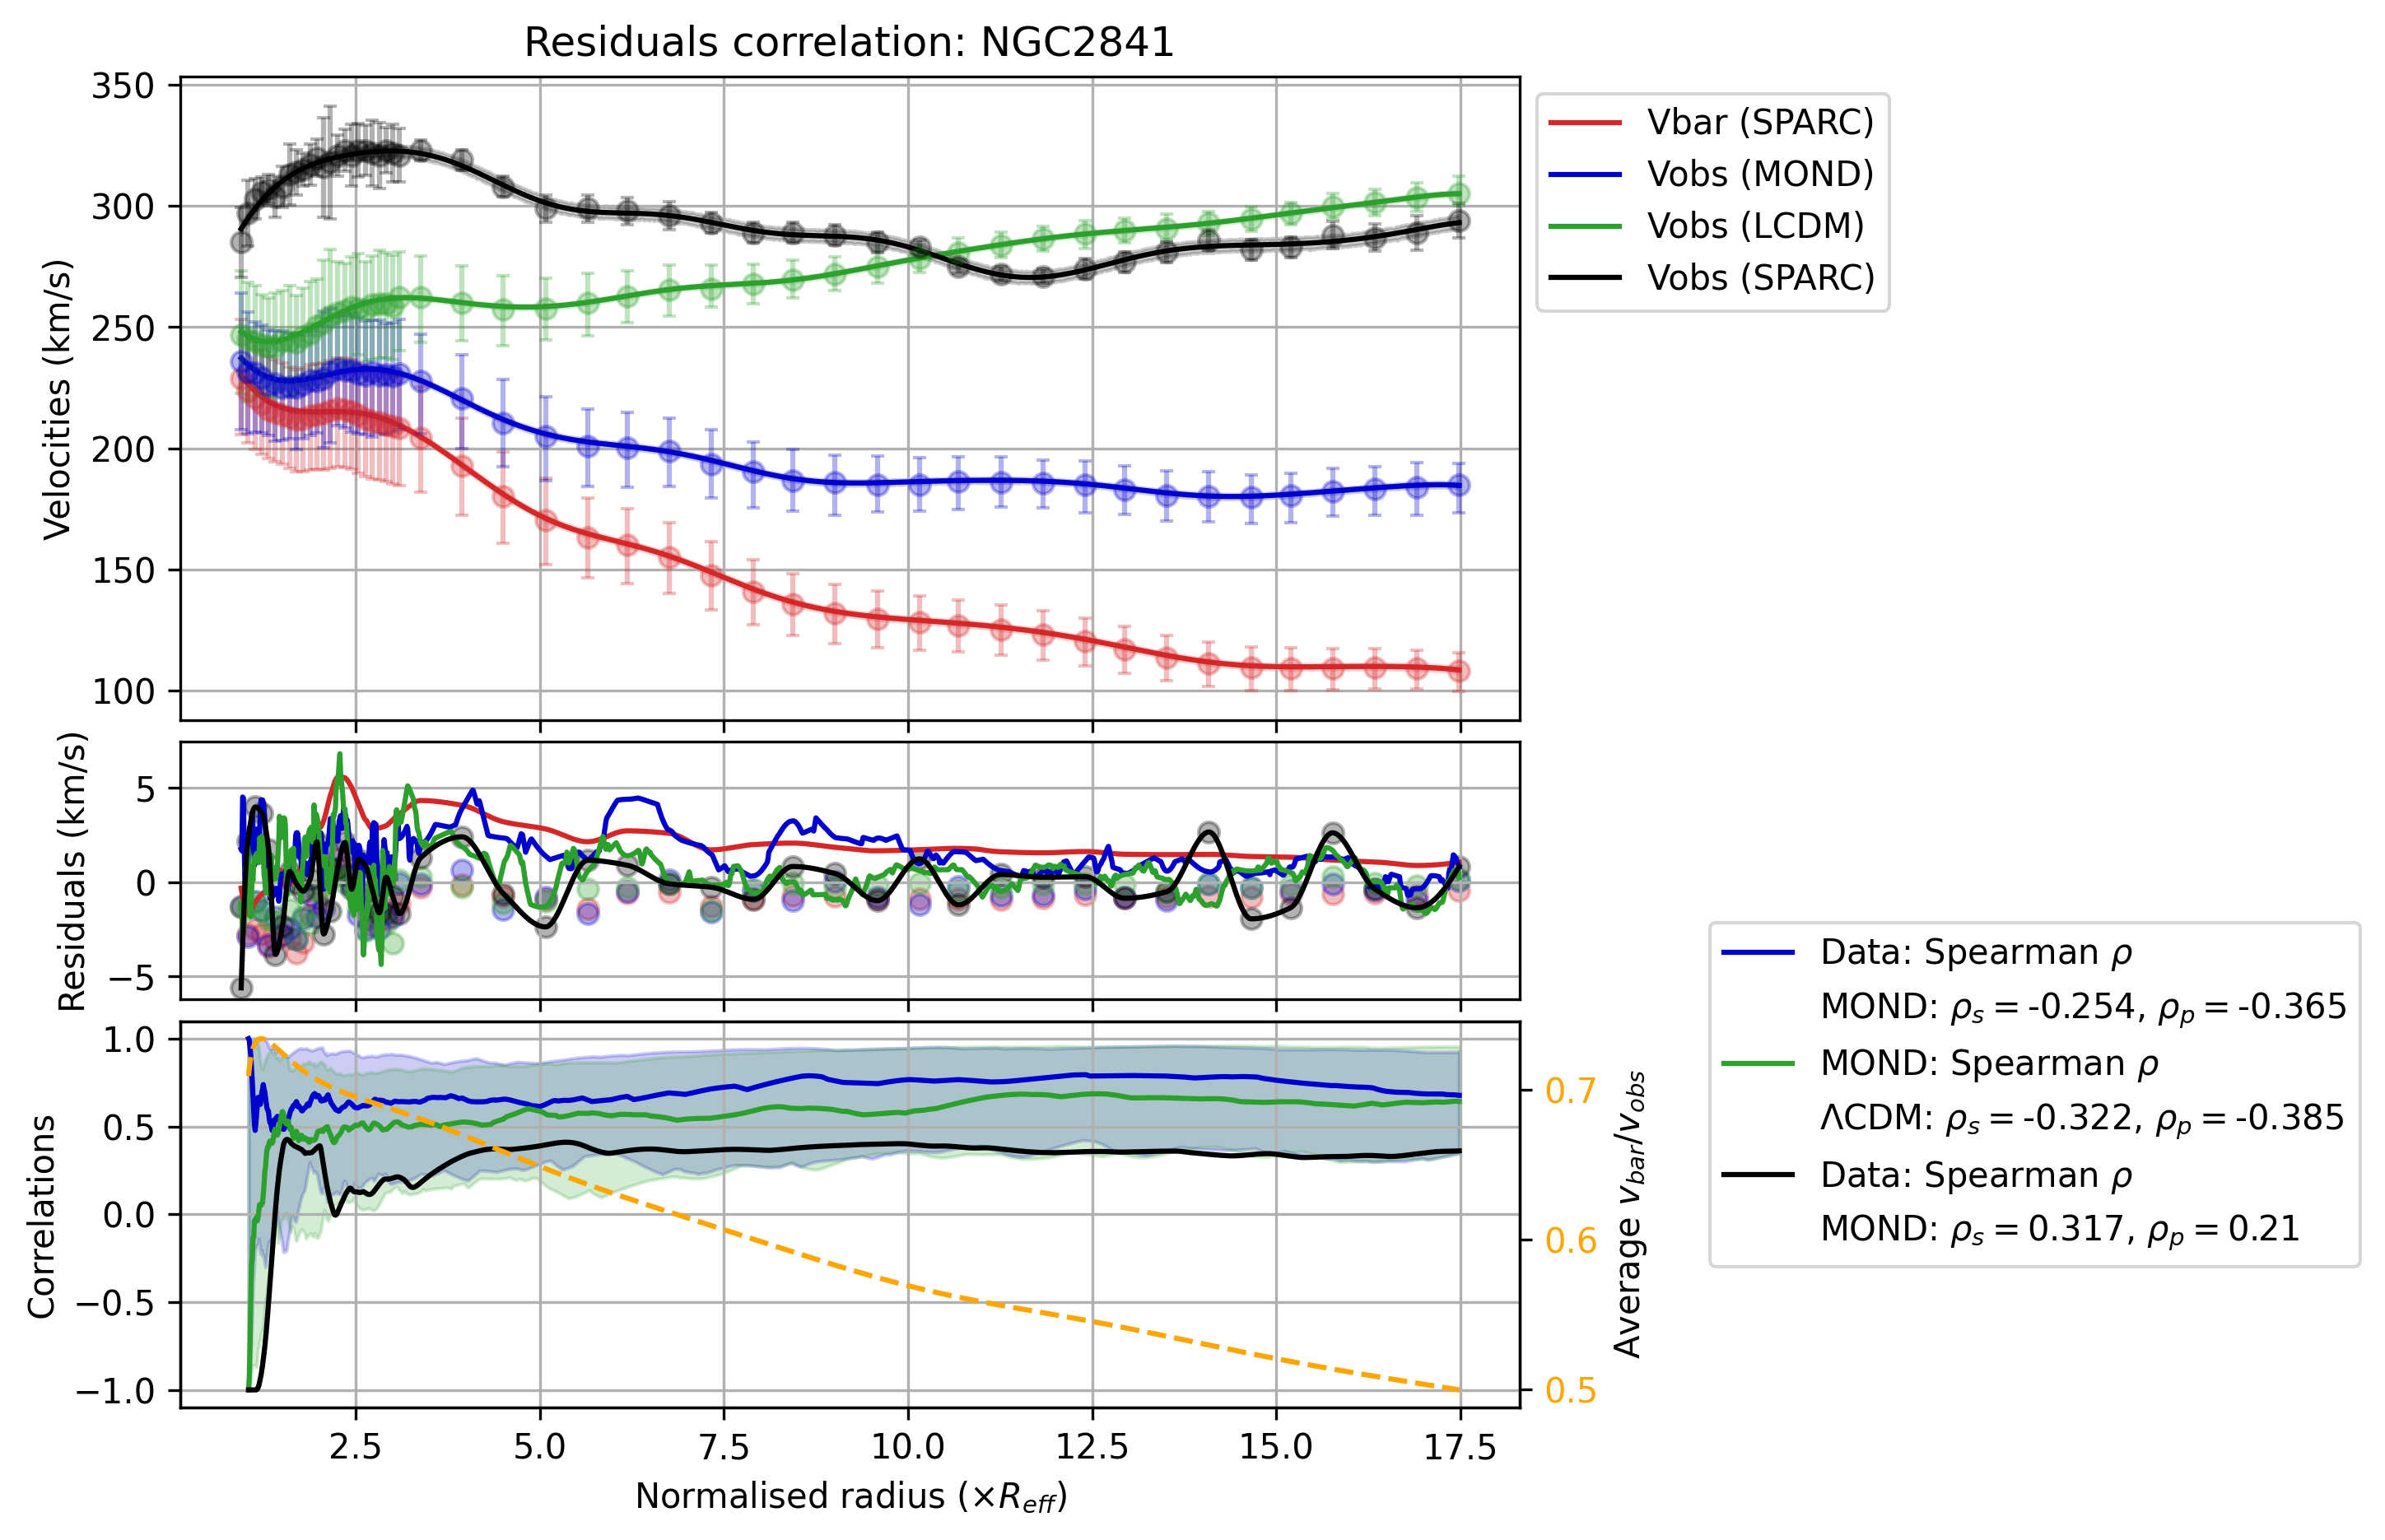 Residuals correlation: NGC2841
350
300
250
200
150
100
Velocities (km/s)
Vbar (SPARC)
Vobs (MOND)
Vobs (LCDM)
Vobs (SPARC)
5
0
−5
Residuals (km/s)
1.0
0.5
0.0
−0.5
−1.0
Correlations
0.7
0.6
0.5
Average v_bar/v_obs
Data: Spearman ρ
MOND: ρ_s = -0.254, ρ_p = -0.365
MOND: Spearman ρ
ΛCDM: ρ_s = -0.322, ρ_p = -0.385
Data: Spearman ρ
MOND: ρ_s = 0.317, ρ_p = 0.21
2.5 5.0 7.5 10.0 12.5 15.0 17.5
Normalised radius (×R_eff)